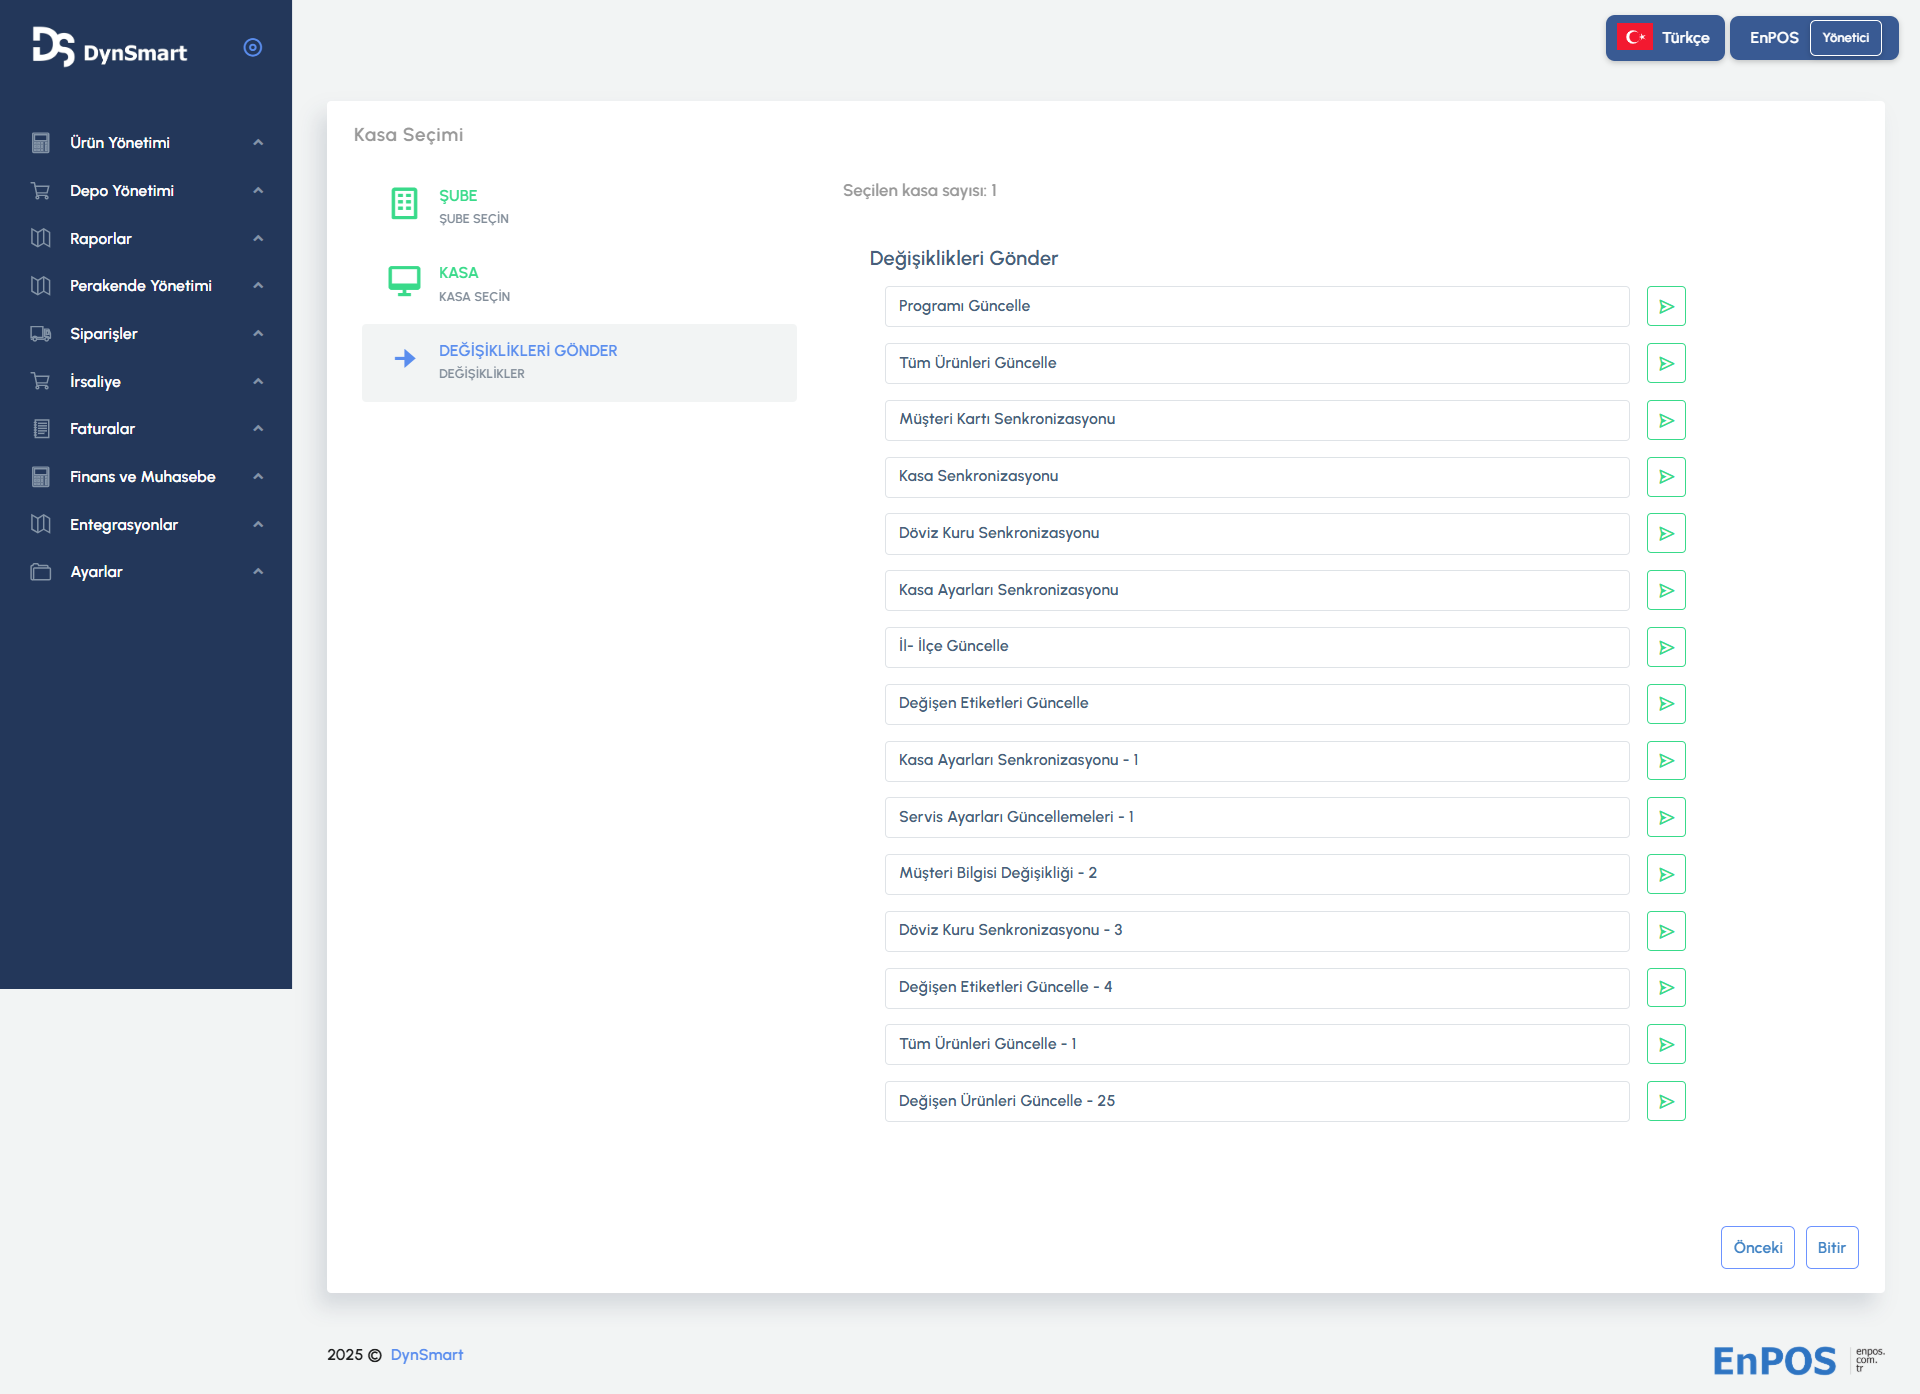 DS DynSmart
Türkçe
EnPOS Yönetici
Ürün Yönetimi
Depo Yönetimi
Raporlar
Perakende Yönetimi
Siparişler
İrsaliye
Faturalar
Finans ve Muhasebe
Entegrasyonlar
Ayarlar
Kasa Seçimi
ŞUBE
ŞUBE SEÇİN
KASA
KASA SEÇİN
DEĞİŞİKLİKLERİ GÖNDER
DEĞİŞİKLİKLER
Seçilen kasa sayısı: 1
Değişiklikleri Gönder
Programı Güncelle
Tüm Ürünleri Güncelle
Müşteri Kartı Senkronizasyonu
Kasa Senkronizasyonu
Döviz Kuru Senkronizasyonu
Kasa Ayarları Senkronizasyonu
İl- İlçe Güncelle
Değişen Etiketleri Güncelle
Kasa Ayarları Senkronizasyonu - 1
Servis Ayarları Güncellemeleri - 1
Müşteri Bilgisi Değişikliği - 2
Döviz Kuru Senkronizasyonu - 3
Değişen Etiketleri Güncelle - 4
Tüm Ürünleri Güncelle - 1
Değişen Ürünleri Güncelle - 25
Önceki
Bitir
2025 © DynSmart
EnPOS
enpos.
com.
tr